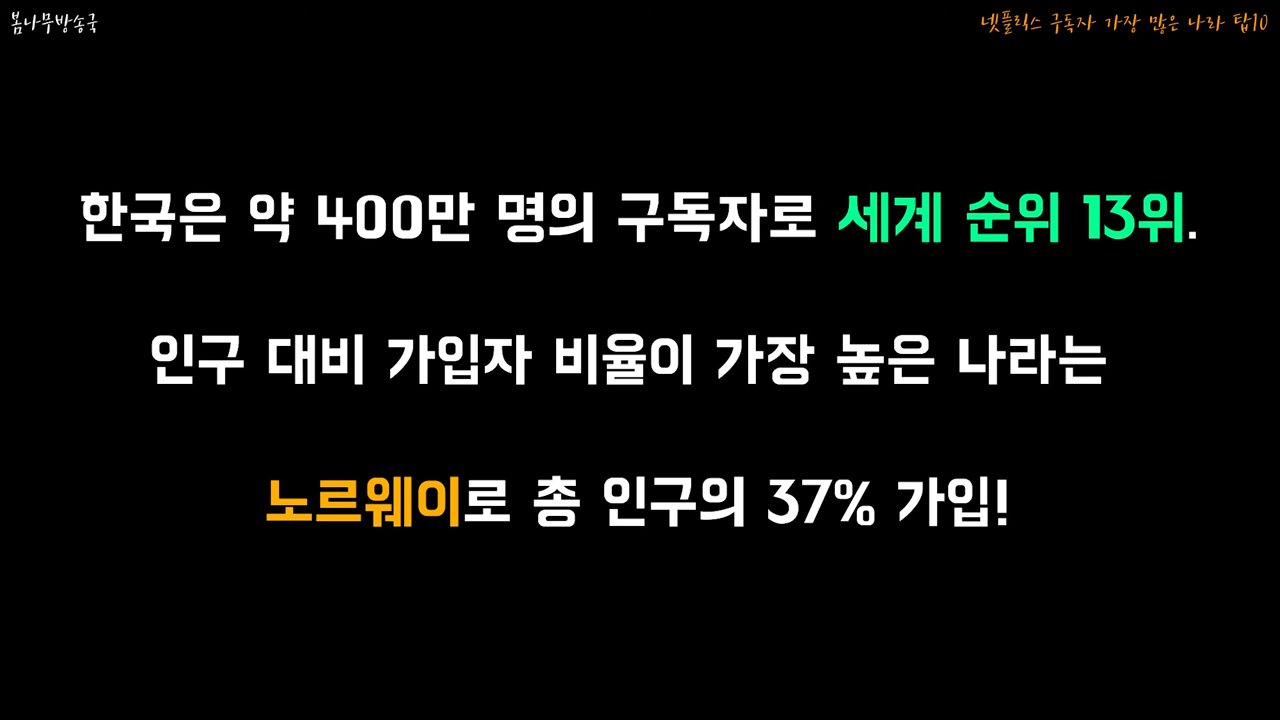 봄나무방송국
넷플릭스 구독자 가장 많은 나라 탑10
한국은 약 400만 명의 구독자로 세계 순위 13위.
인구 대비 가입자 비율이 가장 높은 나라는
노르웨이로 총 인구의 37% 가입!